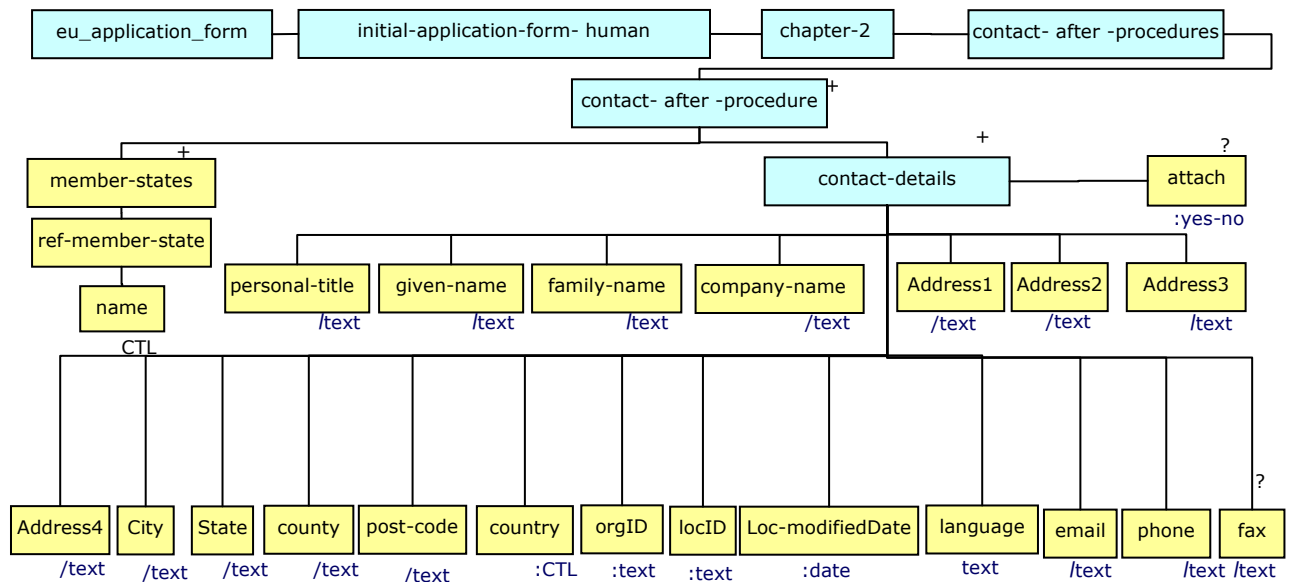 eu_application_form initial-application-form- human chapter-2 contact- after -procedures
contact- after -procedure +
+ + ?
member-states contact-details attach
:yes-no
ref-member-state
personal-title given-name family-name company-name Address1 Address2 Address3
name /text /text /text /text /text /text /text
CTL
?
Address4 City State county post-code country orgID locID Loc-modifiedDate language email phone fax
/text /text /text /text /text :CTL :text :text :date text /text /text /text